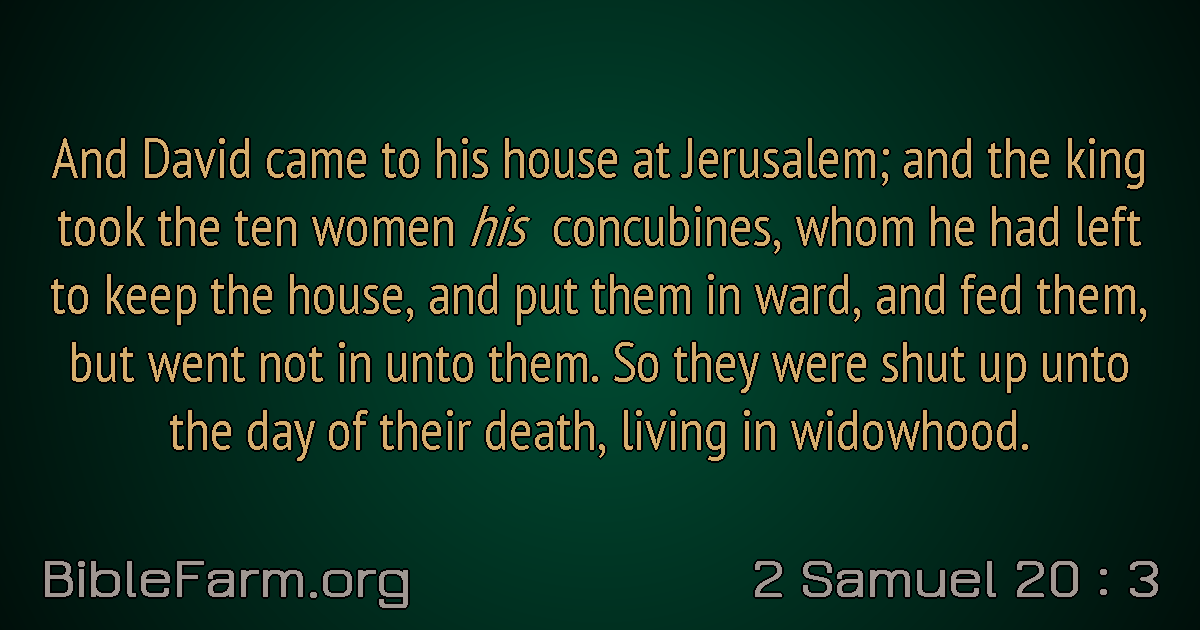 And David came to his house at Jerusalem; and the king
took the ten women his concubines, whom he had left
to keep the house, and put them in ward, and fed them,
but went not in unto them. So they were shut up unto
the day of their death, living in widowhood.
BibleFarm.org
2 Samuel 20 : 3